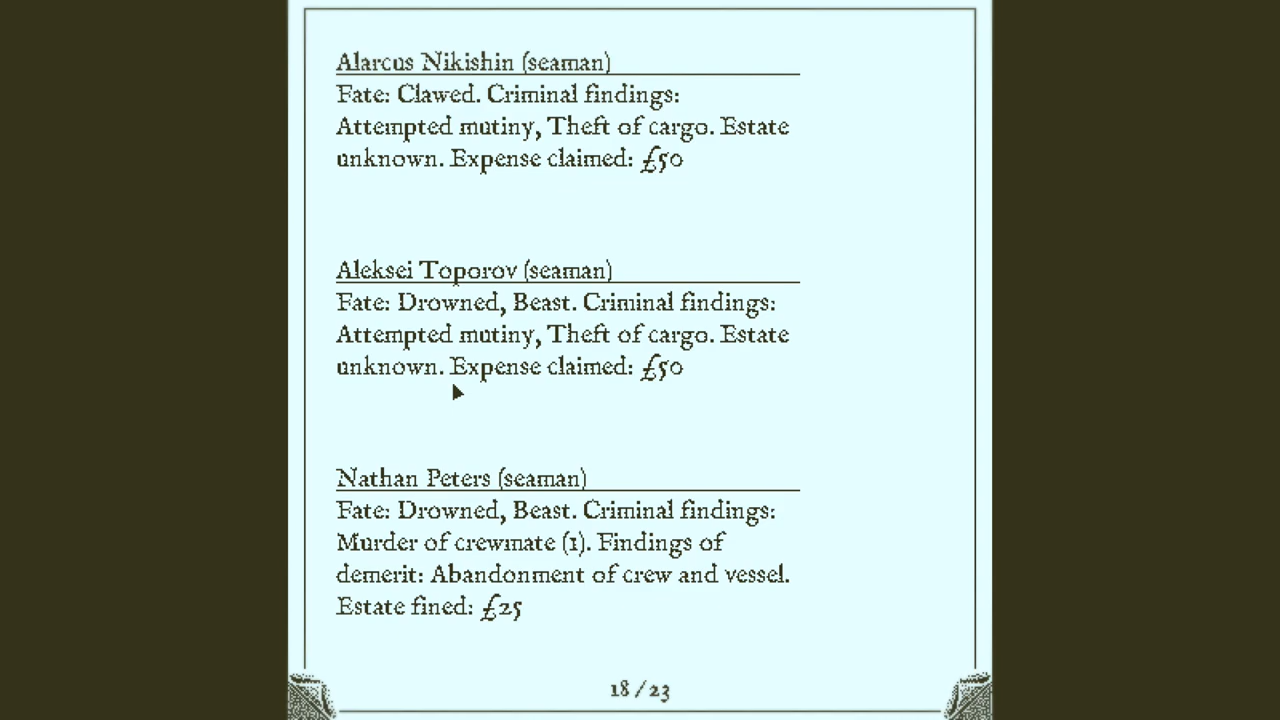 Alarcus Nikishin (seaman)
Fate: Clawed. Criminal findings:
Attempted mutiny, Theft of cargo. Estate
unknown. Expense claimed: £50
Aleksei Toporov (seaman)
Fate: Drowned, Beast. Criminal findings:
Attempted mutiny, Theft of cargo. Estate
unknown. Expense claimed: £50
Nathan Peters (seaman)
Fate: Drowned, Beast. Criminal findings:
Murder of crewmate (1). Findings of
demerit: Abandonment of crew and vessel.
Estate fined: £25
18/23